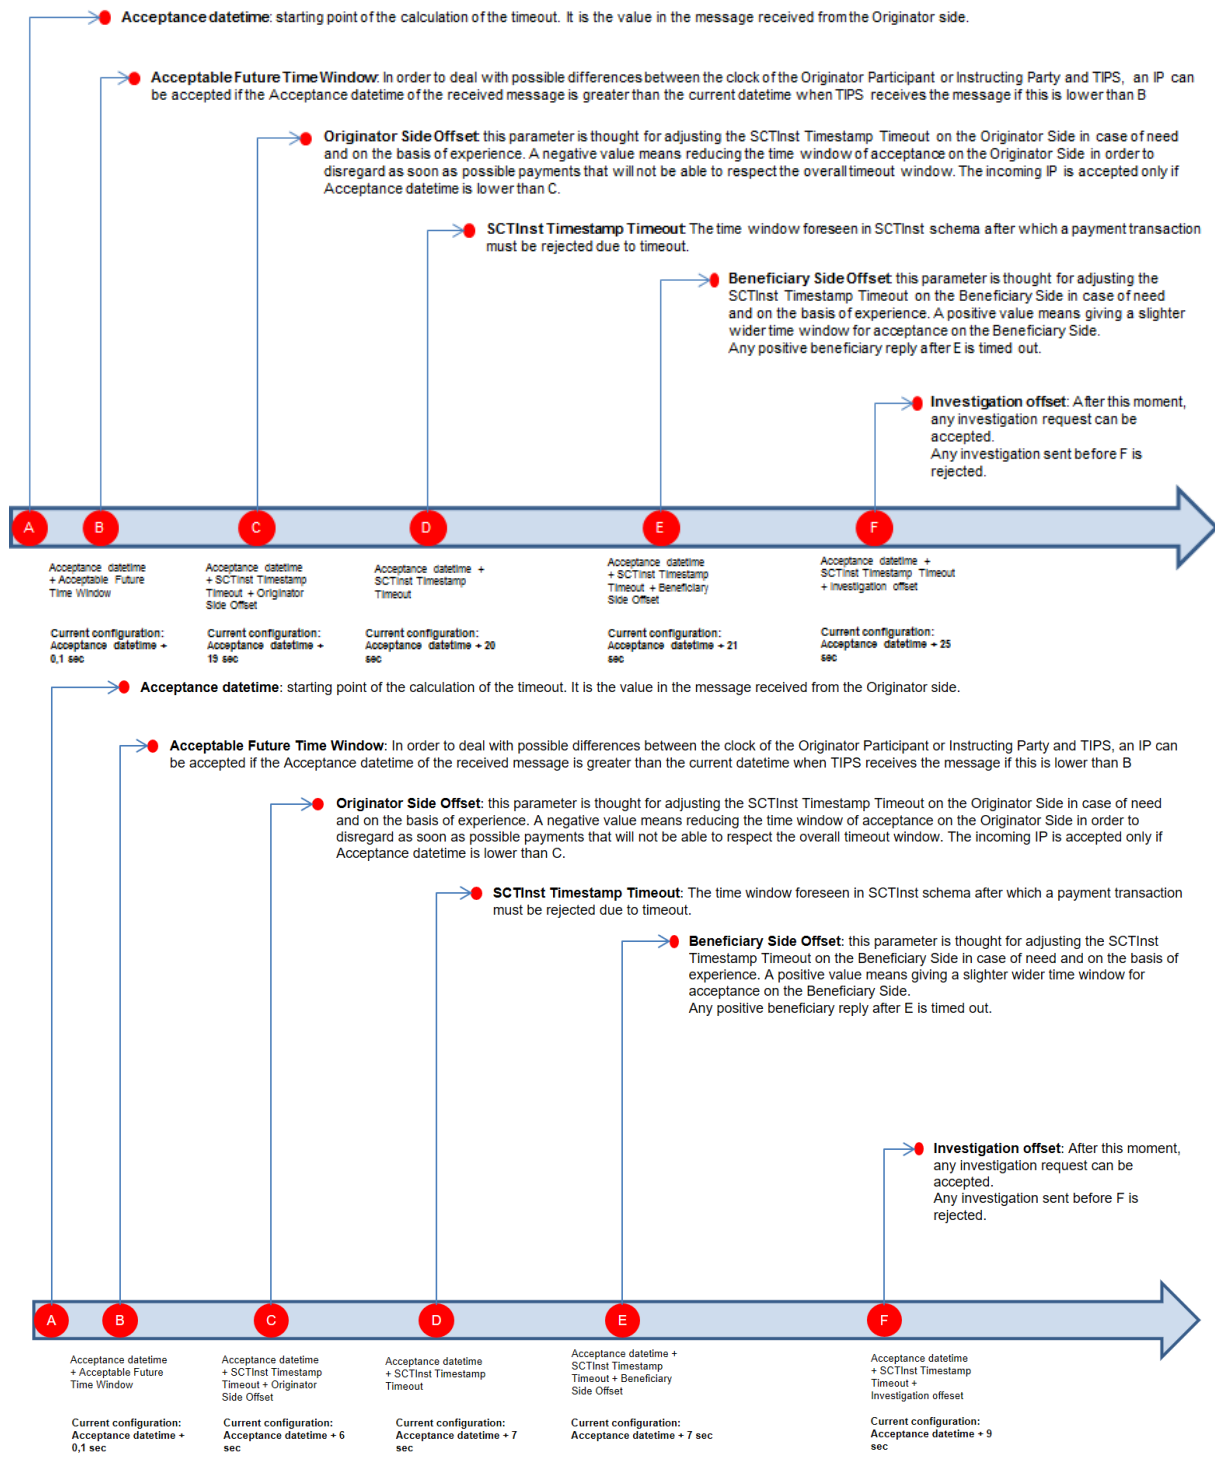 Acceptance datetime: starting point of the calculation of the timeout. It is the value in the message received from the Originator side.
Acceptable Future Time Window: In order to deal with possible differences between the clock of the Originator Participant or Instructing Party and TIPS, an IP can
be accepted if the Acceptance datetime of the received message is greater than the current datetime when TIPS receives the message if this is lower than B
Originator Side Offset: this parameter is thought for adjusting the SCTInst Timestamp Timeout on the Originator Side in case of need
and on the basis of experience. A negative value means reducing the time window of acceptance on the Originator Side in order to
disregard as soon as possible payments that will not be able to respect the overall timeout window. The incoming IP is accepted only if
Acceptance datetime is lower than C.
SCTInst Timestamp Timeout: The time window foreseen in SCTInst schema after which a payment transaction
must be rejected due to timeout.
Beneficiary Side Offset: this parameter is thought for adjusting the
SCTInst Timestamp Timeout on the Beneficiary Side in case of need
and on the basis of experience. A positive value means giving a slighter
wider time window for acceptance on the Beneficiary Side.
Any positive beneficiary reply after E is timed out.
Investigation offset: After this moment,
any investigation request can be
accepted.
Any investigation sent before F is
rejected.
A B C D E F
Acceptance datetime
+ Acceptable Future
Time Window
Current configuration:
Acceptance datetime +
0,1 sec
Acceptance datetime
+ SCTInst Timestamp
Timeout + Originator
Side Offset
Current configuration:
Acceptance datetime +
19 sec
Acceptance datetime +
SCTInst Timestamp
Timeout
Current configuration:
Acceptance datetime + 20
sec
Acceptance datetime
+ SCTInst Timestamp
Timeout + Beneficiary
Side Offset
Current configuration:
Acceptance datetime + 21
sec
Acceptance datetime +
SCTInst Timestamp Timeout
+ Investigation offset
Current configuration:
Acceptance datetime + 25
sec
Acceptance datetime: starting point of the calculation of the timeout. It is the value in the message received from the Originator side.
Acceptable Future Time Window: In order to deal with possible differences between the clock of the Originator Participant or Instructing Party and TIPS, an IP can
be accepted if the Acceptance datetime of the received message is greater than the current datetime when TIPS receives the message if this is lower than B
Originator Side Offset: this parameter is thought for adjusting the SCTInst Timestamp Timeout on the Originator Side in case of need
and on the basis of experience. A negative value means reducing the time window of acceptance on the Originator Side in order to
disregard as soon as possible payments that will not be able to respect the overall timeout window. The incoming IP is accepted only if
Acceptance datetime is lower than C.
SCTInst Timestamp Timeout: The time window foreseen in SCTInst schema after which a payment transaction
must be rejected due to timeout.
Beneficiary Side Offset: this parameter is thought for adjusting the SCTInst
Timestamp Timeout on the Beneficiary Side in case of need and on the basis of
experience. A positive value means giving a slighter wider time window for
acceptance on the Beneficiary Side.
Any positive beneficiary reply after E is timed out.
Investigation offset: After this moment,
any investigation request can be
accepted.
Any investigation sent before F is
rejected.
A B C D E F
Acceptance datetime
+ Acceptable Future
Time Window
Current configuration:
Acceptance datetime +
0,1 sec
Acceptance datetime
+ SCTInst Timestamp
Timeout + Originator
Side Offset
Current configuration:
Acceptance datetime + 6
sec
Acceptance datetime
+ SCTInst Timestamp
Timeout
Current configuration:
Acceptance datetime + 7
sec
Acceptance datetime +
SCTInst Timestamp
Timeout + Beneficiary
Side Offset
Current configuration:
Acceptance datetime + 7 sec
Acceptance datetime
+ SCTInst Timestamp
Timeout +
Investigation offeset
Current configuration:
Acceptance datetime + 9
sec